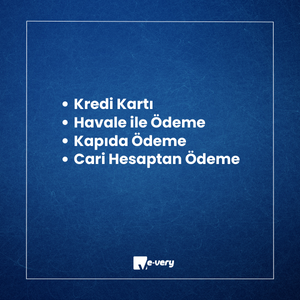 • Kredi Kartı
• Havale ile Ödeme
• Kapıda Ödeme
• Cari Hesaptan Ödeme
e-very